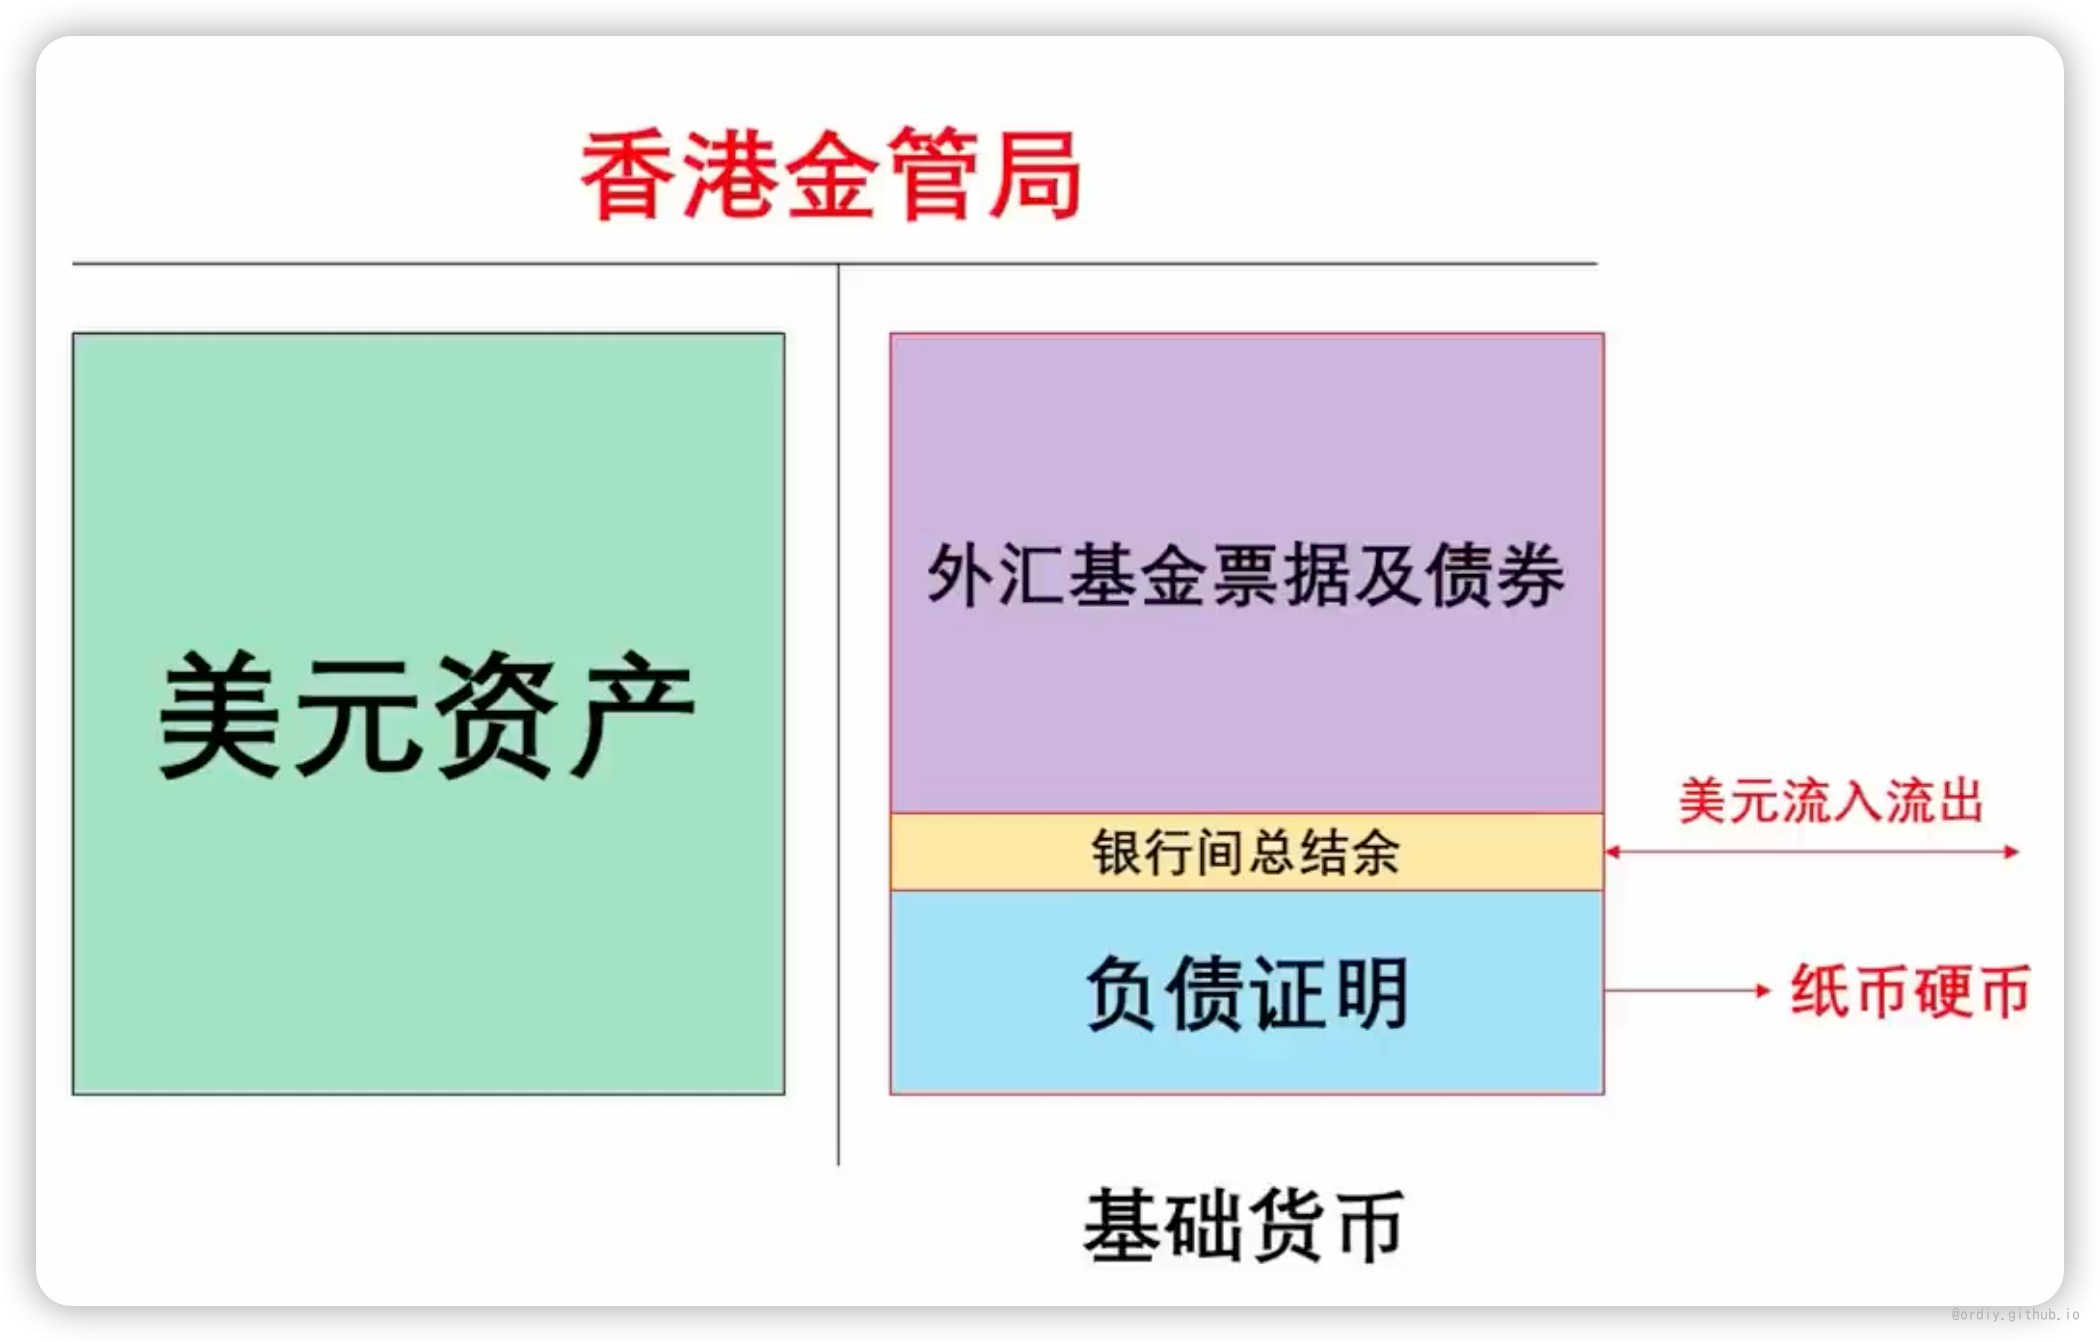 香港金管局
美元资产
外汇基金票据及债券
银行间总结余
美元流入流出
负债证明
纸币硬币
基础货币
@ordiy.github.io